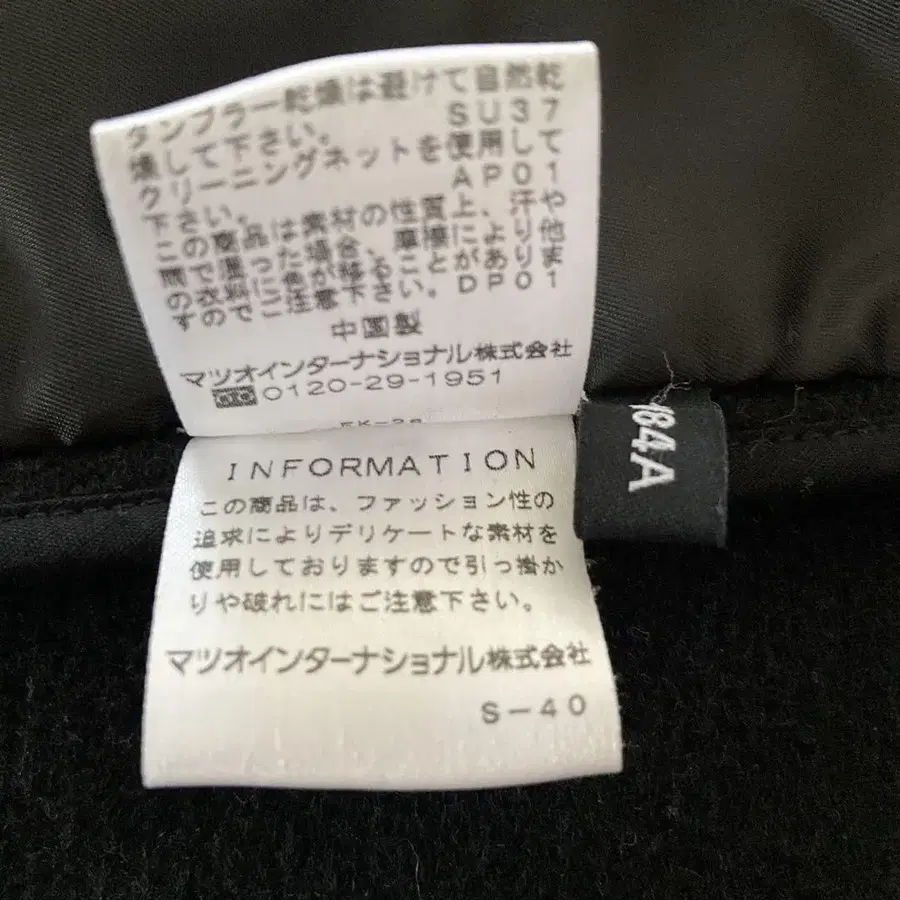 タンブラー乾燥は避けて自然乾
燥して下さい。 SU37
クリーニングネットを使用して
下さい。 AP01
この商品は素材の性質上、汗や
雨で濡った場合、摩擦により他
の衣料に色が移ることがありま
すのでご注意下さい。DP01
中国製
マツオインターナショナル株式会社
0120-29-1951
INFORMATION
この商品は、ファッション性の
追求によりデリケートな素材を
使用しておりますので引っ掛か
りや破れにはご注意下さい。
マツオインターナショナル株式会社
S-40
184A